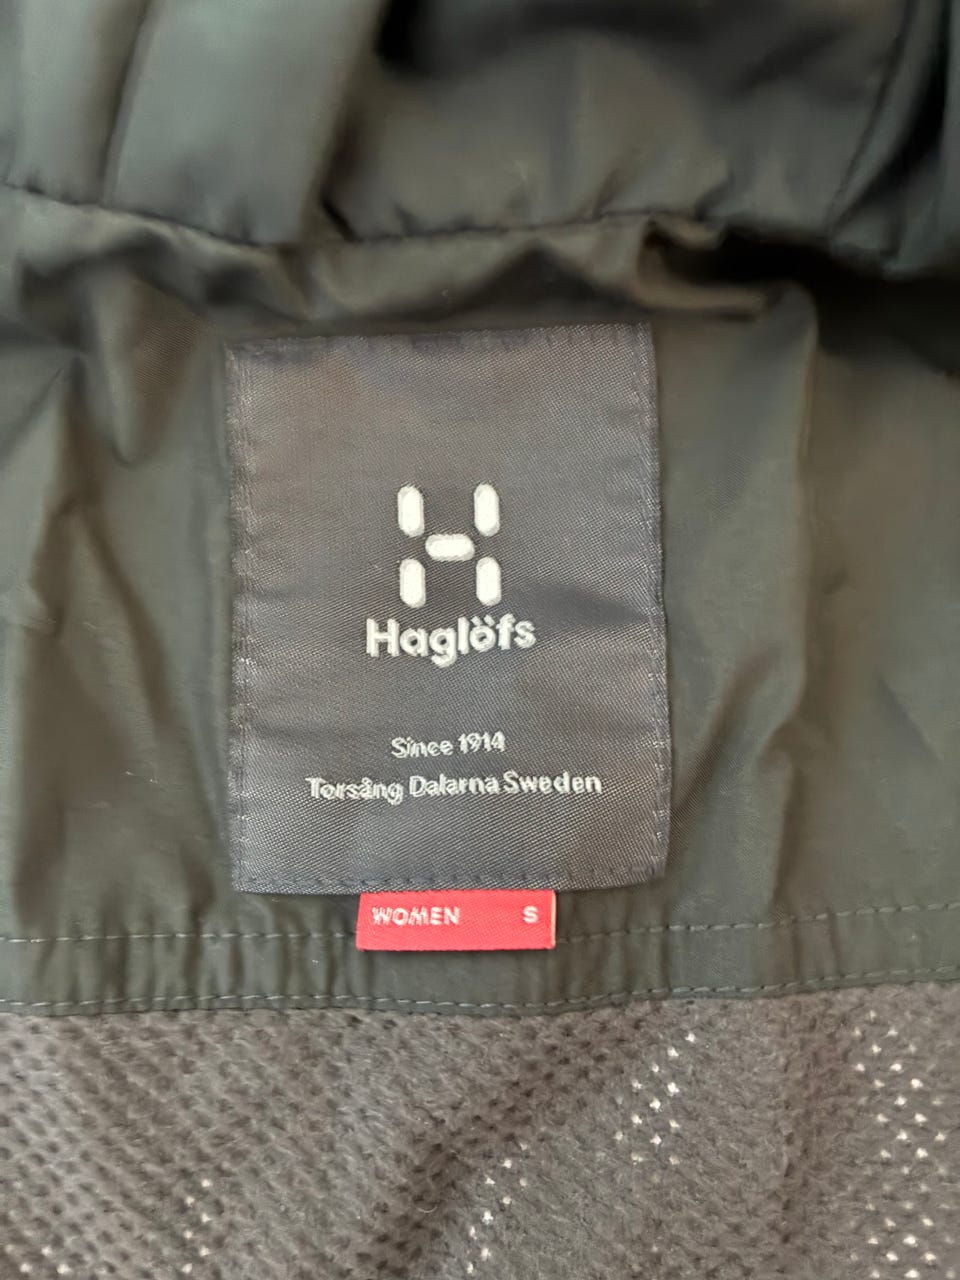 Haglöfs
Since 1914
Torsång Dalarna Sweden
WOMEN S